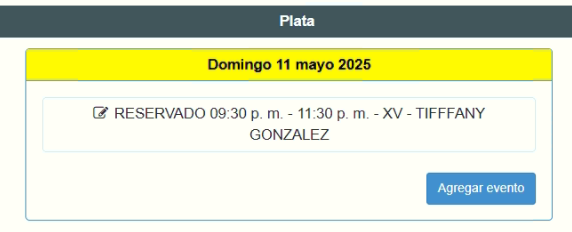 Plata
Domingo 11 mayo 2025
RESERVADO 09:30 p. m. - 11:30 p. m. - XV - TIFFFANY
GONZALEZ
Agregar evento